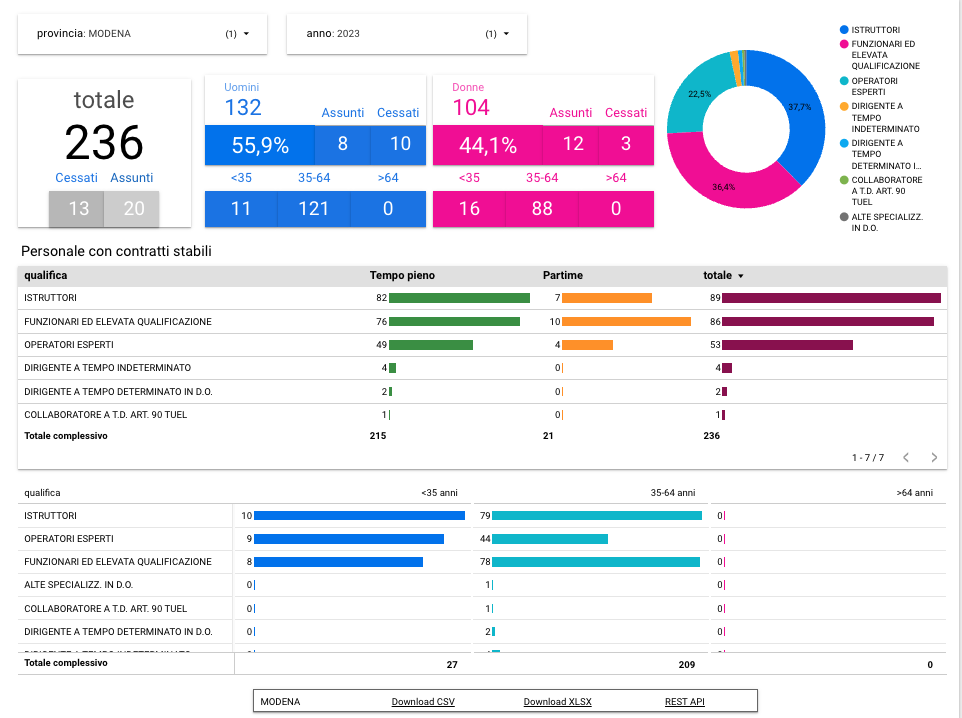 provincia: MODENA (1)
anno: 2023 (1)
totale
236
Cessati Assunti
13 20
Uomini
132 Assunti Cessati
55,9% 8 10
<35 35-64 >64
11 121 0
Donne
104 Assunti Cessati
44,1% 12 3
<35 35-64 >64
16 88 0
37,7%
36,4%
22,5%
ISTRUTTORI
FUNZIONARI ED
ELEVATA
QUALIFICAZIONE
OPERATORI
ESPERTI
DIRIGENTE A
TEMPO
INDETERMINATO
DIRIGENTE A
TEMPO
DETERMINATO I...
COLLABORATORE
A T.D. ART. 90
TUEL
ALTE SPECIALIZZ.
IN D.O.
Personale con contratti stabili
qualifica Tempo pieno Partime totale
ISTRUTTORI 82 7 89
FUNZIONARI ED ELEVATA QUALIFICAZIONE 76 10 86
OPERATORI ESPERTI 49 4 53
DIRIGENTE A TEMPO INDETERMINATO 4 0 4
DIRIGENTE A TEMPO DETERMINATO IN D.O. 2 0 2
COLLABORATORE A T.D. ART. 90 TUEL 1 0 1
Totale complessivo 215 21 236
1 - 7 / 7
qualifica <35 anni 35-64 anni >64 anni
ISTRUTTORI 10 79 0
OPERATORI ESPERTI 9 44 0
FUNZIONARI ED ELEVATA QUALIFICAZIONE 8 78 0
ALTE SPECIALIZZ. IN D.O. 0 1 0
COLLABORATORE A T.D. ART. 90 TUEL 0 1 0
DIRIGENTE A TEMPO DETERMINATO IN D.O. 0 2 0
Totale complessivo 27 209 0
MODENA Download CSV Download XLSX REST API